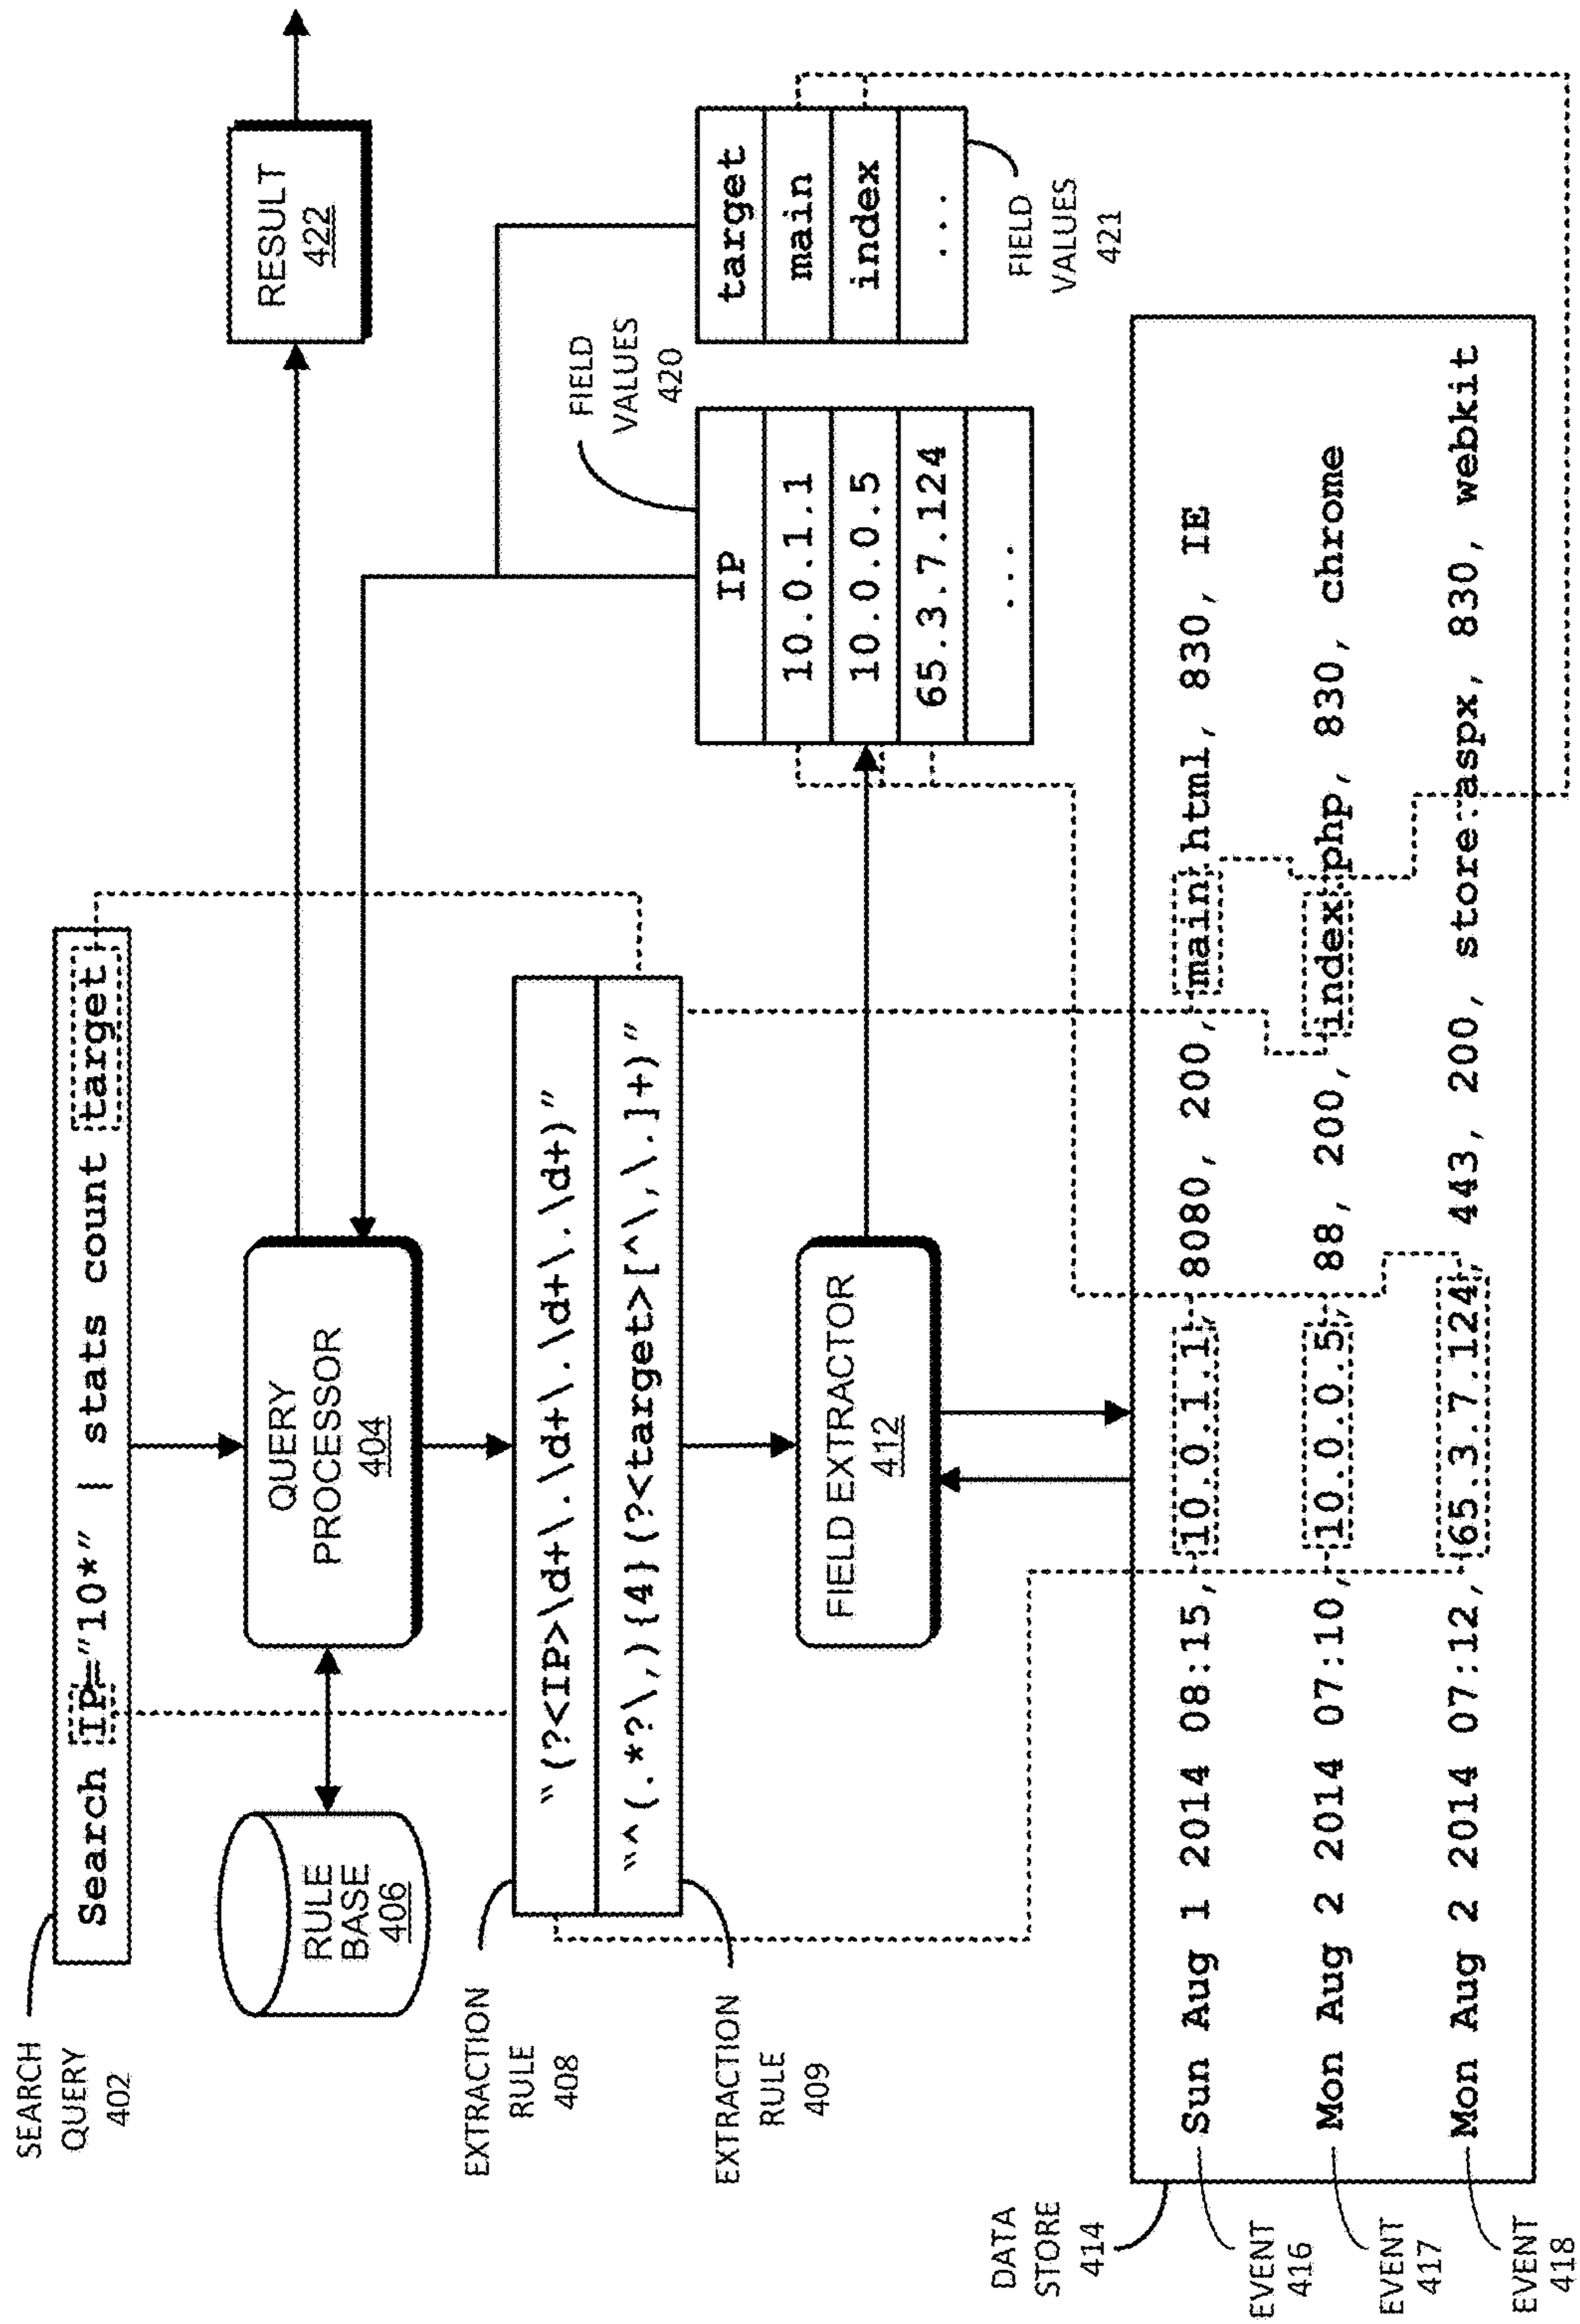 SEARCH
QUERY
402
Search IP="10*" | stats count target
RULE
BASE
406
QUERY
PROCESSOR
404
RESULT
422
EXTRACTION
RULE
408
"(?<IP>\d+\.\d+\.\d+\.\d+)"
"^(.*?\,){4}(?<target>[^\,\.]+)"
EXTRACTION
RULE
409
FIELD EXTRACTOR
412
FIELD
VALUES
420
IP
10.0.1.1
10.0.0.5
65.3.7.124
...
target
main
index
...
FIELD
VALUES
421
DATA
STORE
414
EVENT
416
Sun Aug 1 2014 08:15, 10.0.1.1, 8080, 200, main.html, 830, IE
EVENT
417
Mon Aug 2 2014 07:10, 10.0.0.5, 88, 200, index.php, 830, chrome
EVENT
418
Mon Aug 2 2014 07:12, 65.3.7.124, 443, 200, store.aspx, 830, webkit